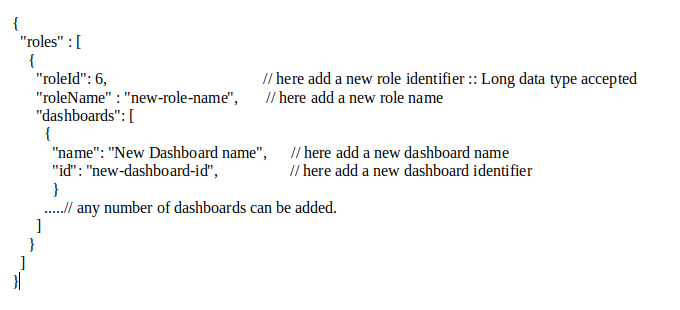 {
"roles" : [
{
"roleId": 6, // here add a new role identifier :: Long data type accepted
"roleName" : "new-role-name", // here add a new role name
"dashboards": [
{
"name": "New Dashboard name", // here add a new dashboard name
"id": "new-dashboard-id", // here add a new dashboard identifier
}
.....// any number of dashboards can be added.
]
}
]
}